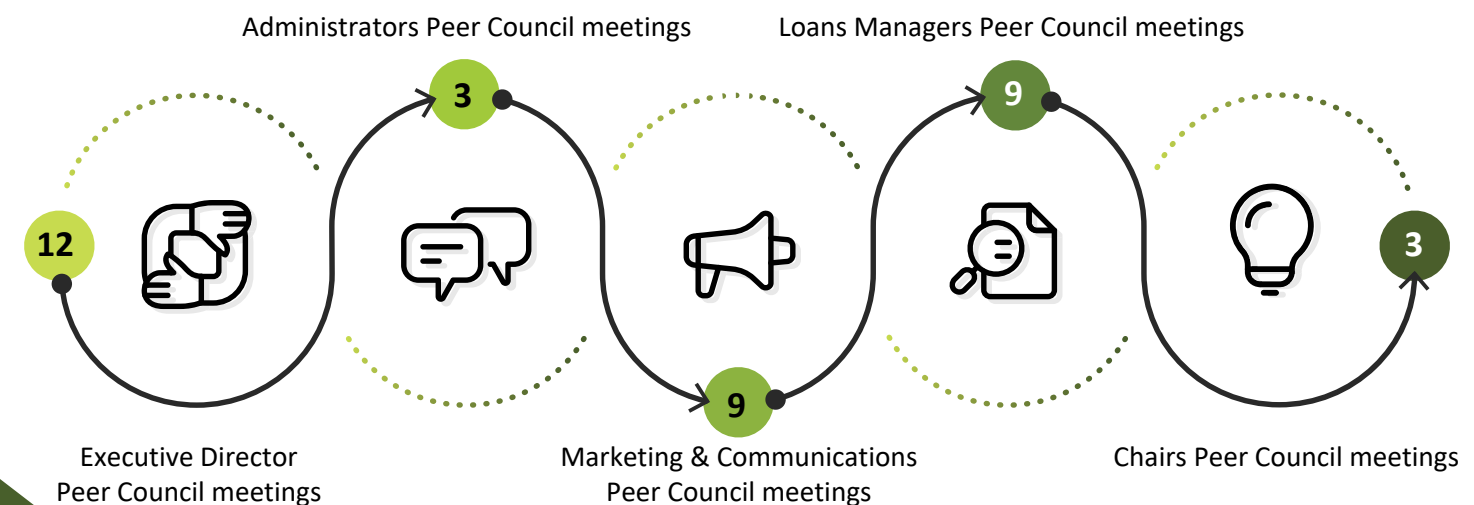 Administrators Peer Council meetings
Loans Managers Peer Council meetings
3
9
12
3
9
Executive Director
Peer Council meetings
Marketing & Communications
Peer Council meetings
Chairs Peer Council meetings